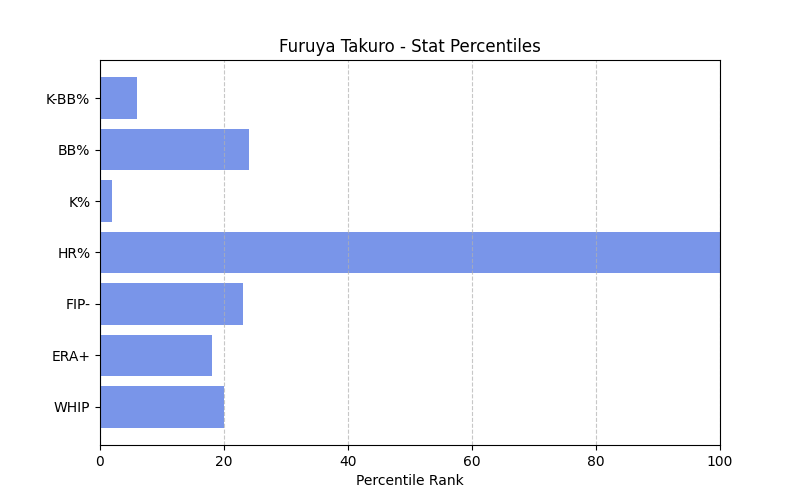 Furuya Takuro - Stat Percentiles
K-BB%
BB%
K%
HR%
FIP-
ERA+
WHIP
0 20 40 60 80 100
Percentile Rank